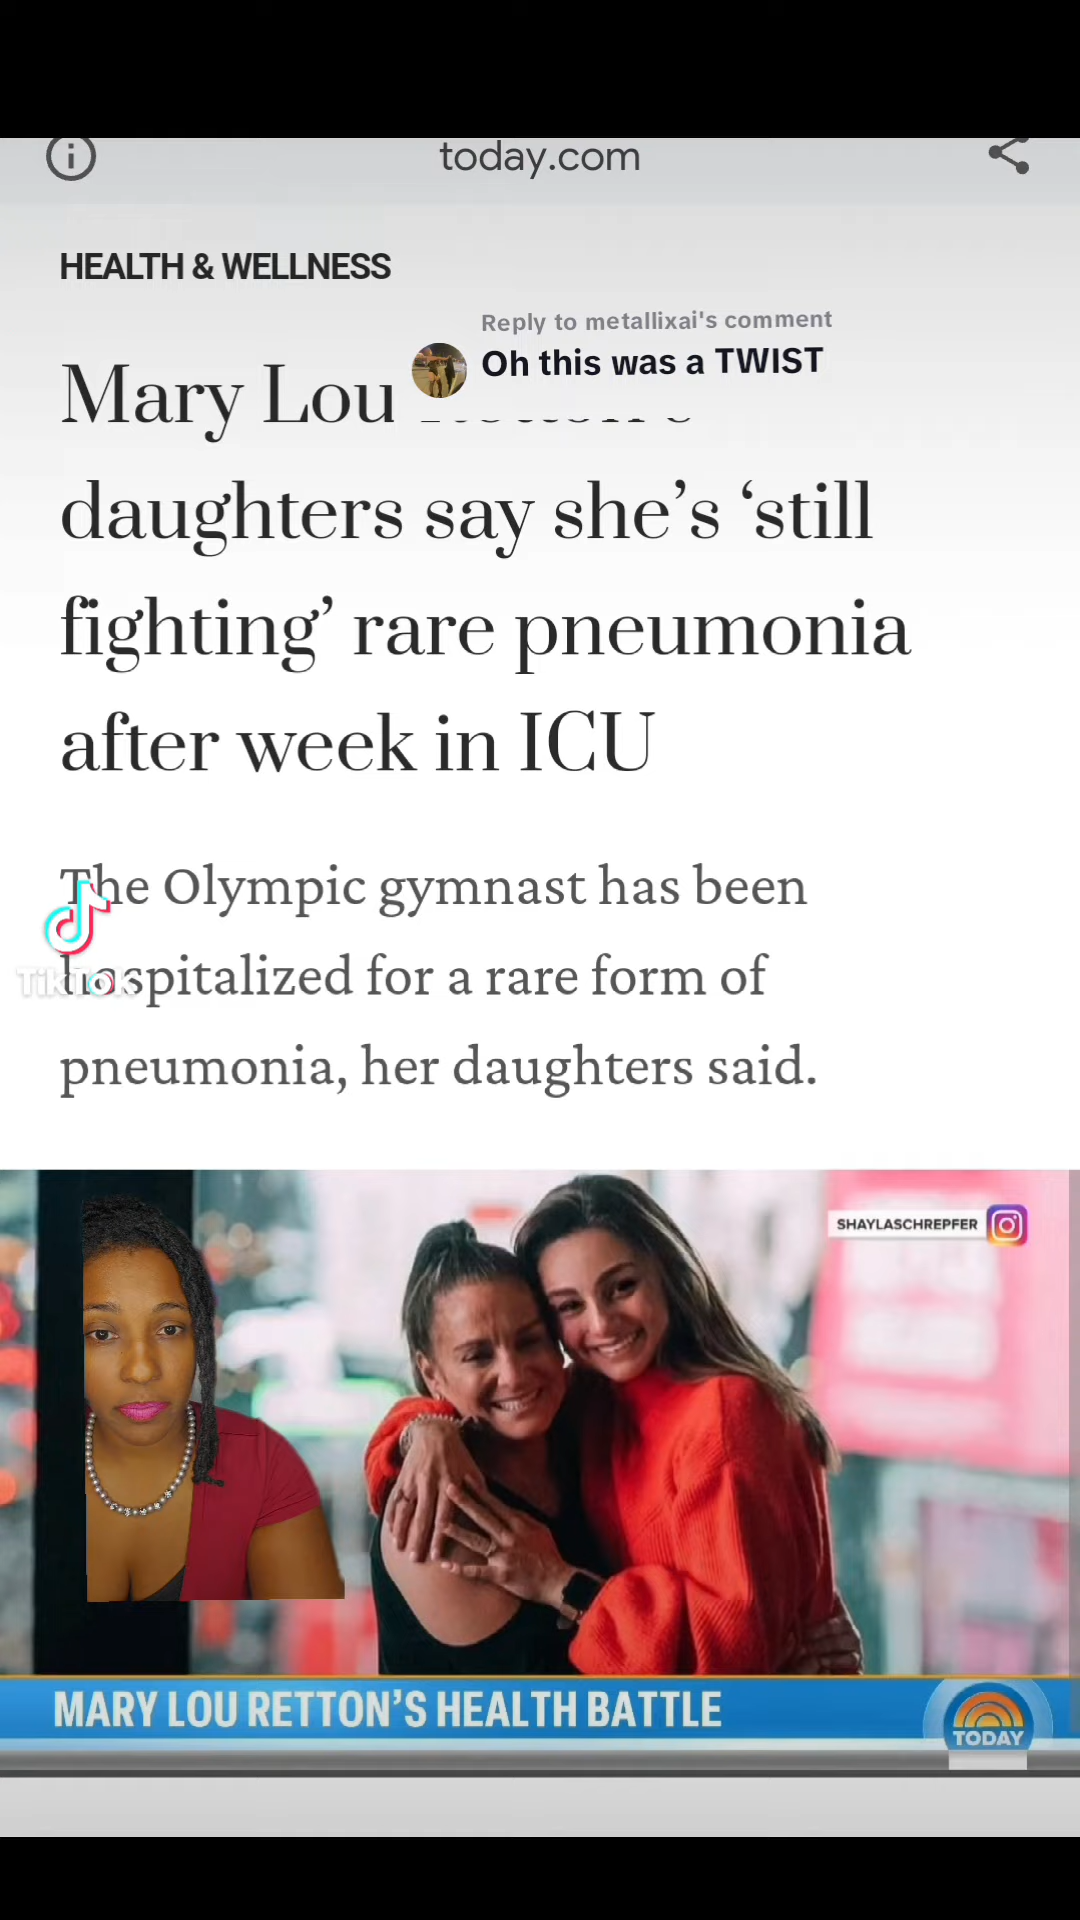 today.com
HEALTH & WELLNESS
Reply to metallixai's comment
Oh this was a TWIST
Mary Lou
daughters say she's ‘still
fighting’ rare pneumonia
after week in ICU
The Olympic gymnast has been
hospitalized for a rare form of
pneumonia, her daughters said.
TikTok
SHAYLASCHREPFER
MARY LOU RETTON'S HEALTH BATTLE
TODAY